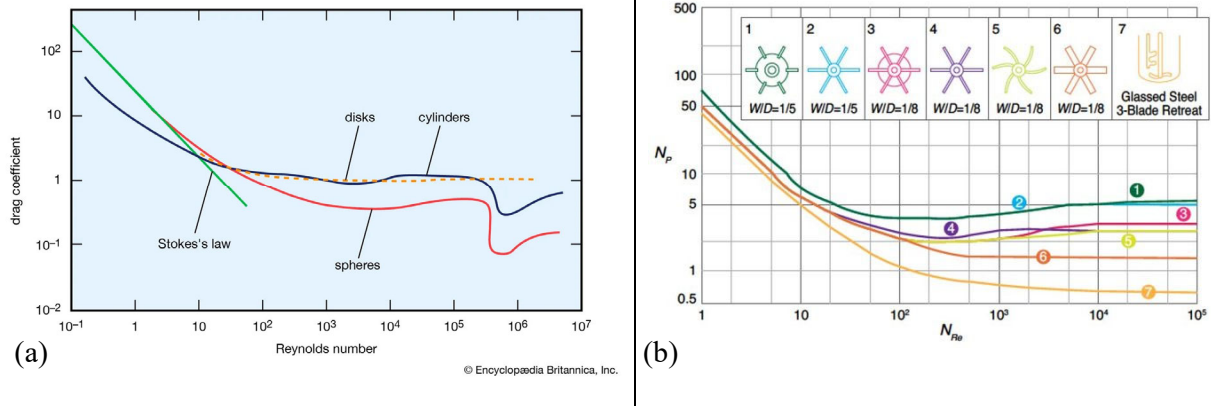 10²
10
1
10⁻¹
10⁻²
drag coefficient
disks
cylinders
Stokes's law
spheres
10⁻¹
1
10
10²
10³
10⁴
10⁵
10⁶
10⁷
Reynolds number
(a)
© Encyclopædia Britannica, Inc.
500
100
50
10
5
1
0.5
N_P
1
2
3
4
5
6
7
W/D=1/5
W/D=1/5
W/D=1/8
W/D=1/8
W/D=1/8
W/D=1/8
Glassed Steel
3-Blade Retreat
1
2
3
4
5
6
7
1
10
10²
10³
10⁴
10⁵
N_Re
(b)